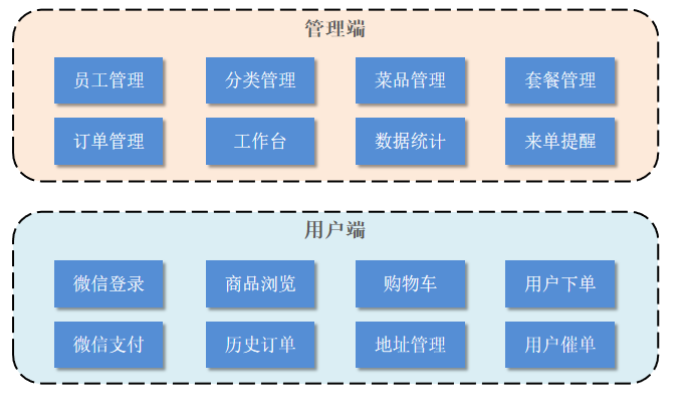 管理端
员工管理 分类管理 菜品管理 套餐管理
订单管理 工作台 数据统计 来单提醒
用户端
微信登录 商品浏览 购物车 用户下单
微信支付 历史订单 地址管理 用户催单